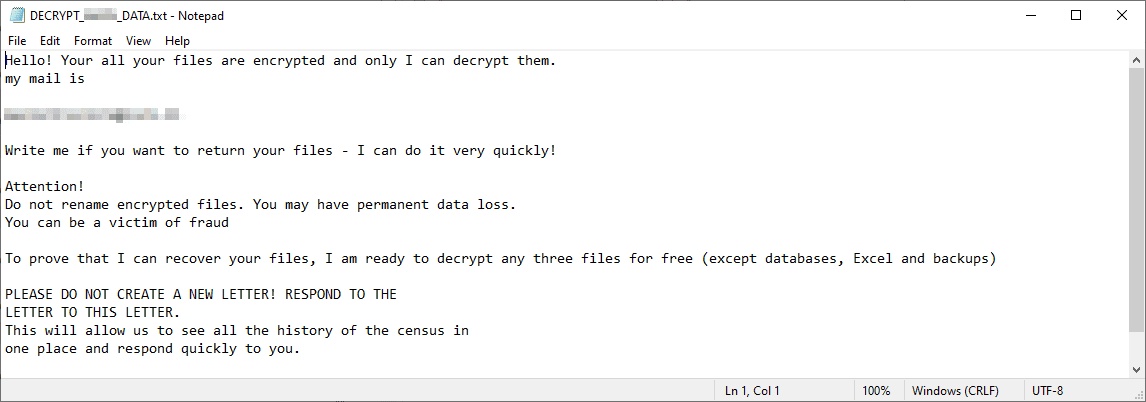 DECRYPT_ _DATA.txt - Notepad
File Edit Format View Help
Hello! Your all your files are encrypted and only I can decrypt them.
my mail is
Write me if you want to return your files - I can do it very quickly!
Attention!
Do not rename encrypted files. You may have permanent data loss.
You can be a victim of fraud
To prove that I can recover your files, I am ready to decrypt any three files for free (except databases, Excel and backups)
PLEASE DO NOT CREATE A NEW LETTER! RESPOND TO THE
LETTER TO THIS LETTER.
This will allow us to see all the history of the census in
one place and respond quickly to you.
Ln 1, Col 1 100% Windows (CRLF) UTF-8